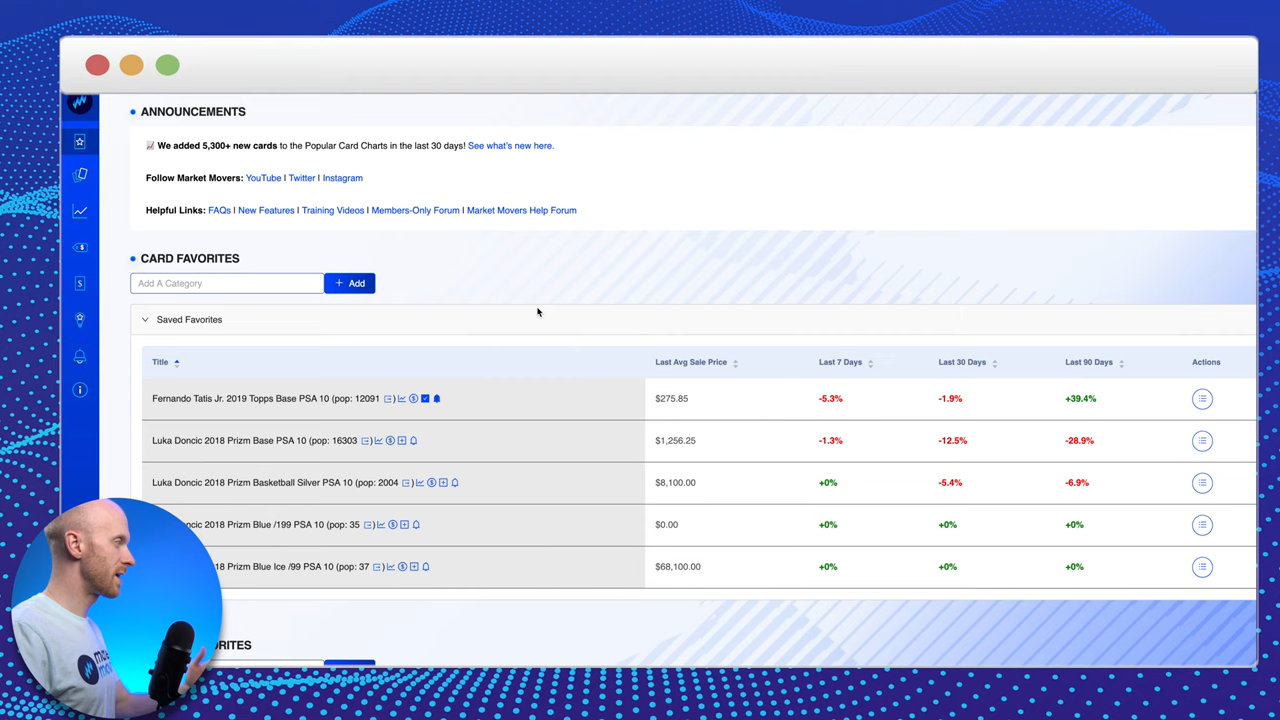 ANNOUNCEMENTS
We added 5,300+ new cards to the Popular Card Charts in the last 30 days! See what's new here.
Follow Market Movers: YouTube | Twitter | Instagram
Helpful Links: FAQs | New Features | Training Videos | Members-Only Forum | Market Movers Help Forum
CARD FAVORITES
Add A Category + Add
Saved Favorites
Title Last Avg Sale Price Last 7 Days Last 30 Days Last 90 Days Actions
Fernando Tatis Jr. 2019 Topps Base PSA 10 (pop: 12091 ) $275.85 -5.3% -1.9% +39.4%
Luka Doncic 2018 Prizm Base PSA 10 (pop: 16303 ) $1,256.25 -1.3% -12.5% -28.9%
Luka Doncic 2018 Prizm Basketball Silver PSA 10 (pop: 2004 ) $8,100.00 +0% -5.4% -6.9%
oncic 2018 Prizm Blue /199 PSA 10 (pop: 35 ) $0.00 +0% +0% +0%
18 Prizm Blue Ice /99 PSA 10 (pop: 37 ) $68,100.00 +0% +0% +0%
ORITES